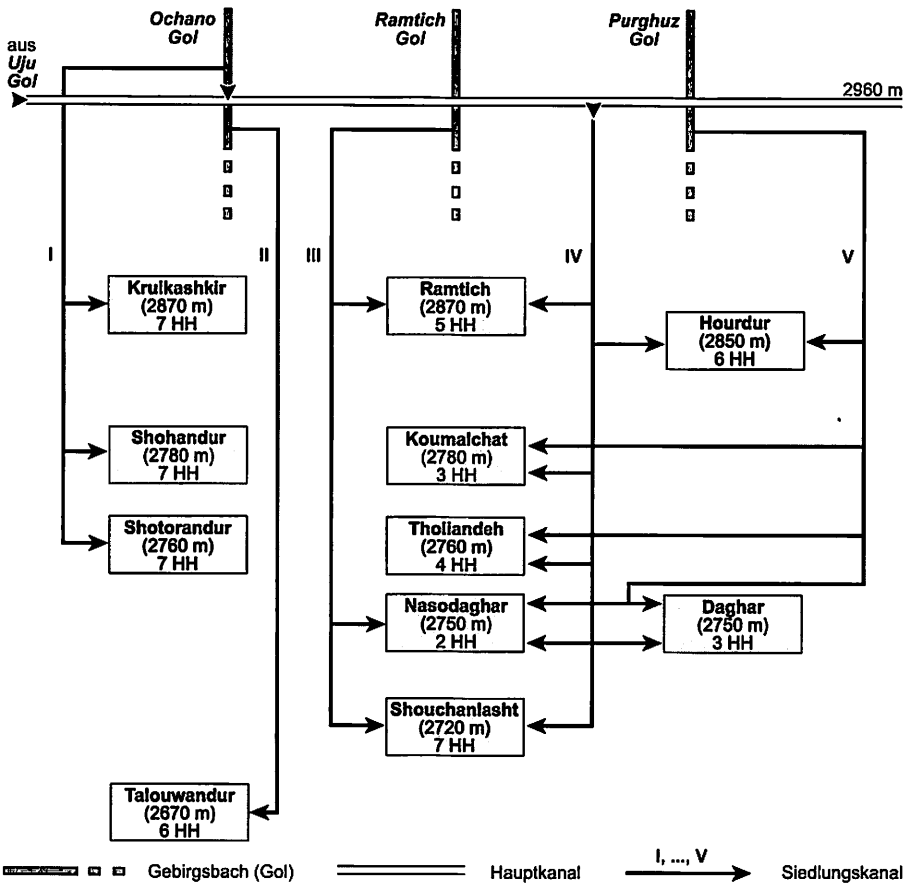 Ochano
Gol
Ramtich
Gol
Purghuz
Gol
aus
Uju
Gol
2960 m
I
II
III
IV
V
Krulkashkir
(2870 m)
7 HH
Ramtich
(2870 m)
5 HH
Hourdur
(2850 m)
6 HH
Shohandur
(2780 m)
7 HH
Koumalchat
(2780 m)
3 HH
Shotorandur
(2760 m)
7 HH
Thollandeh
(2760 m)
4 HH
Nasodaghar
(2750 m)
2 HH
Daghar
(2750 m)
3 HH
Shouchanlasht
(2720 m)
7 HH
Talouwandur
(2670 m)
6 HH
Gebirgsbach (Gol)
Hauptkanal
I, ..., V
Siedlungskanal